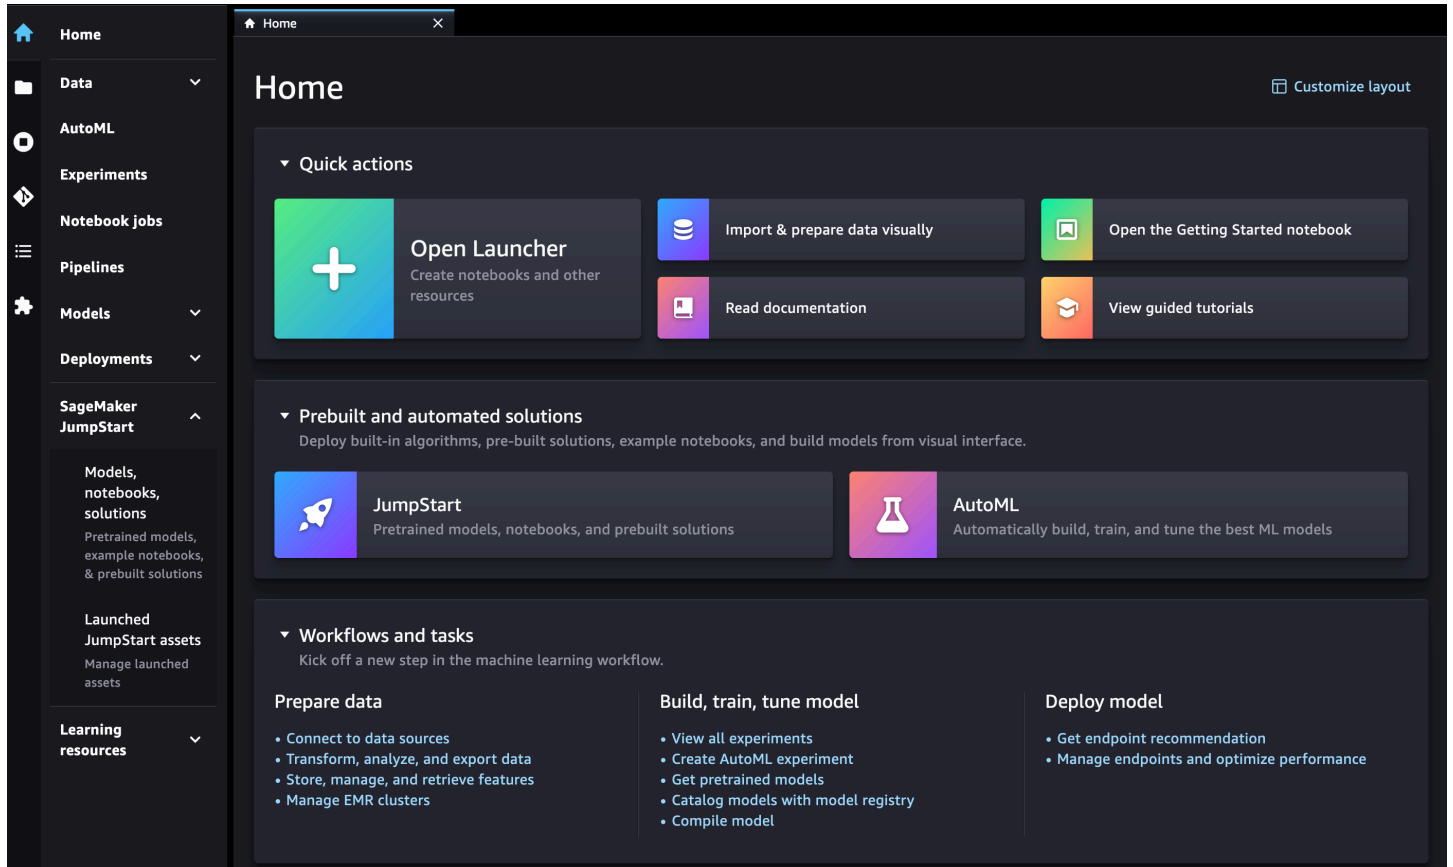 Home
Data
AutoML
Experiments
Notebook jobs
Pipelines
Models
Deployments
SageMaker
JumpStart
Models,
notebooks,
solutions
Pretrained models,
example notebooks,
& prebuilt solutions
Launched
JumpStart assets
Manage launched
assets
Learning
resources
Home
Home
Customize layout
Quick actions
Open Launcher
Create notebooks and other
resources
Import & prepare data visually
Open the Getting Started notebook
Read documentation
View guided tutorials
Prebuilt and automated solutions
Deploy built-in algorithms, pre-built solutions, example notebooks, and build models from visual interface.
JumpStart
Pretrained models, notebooks, and prebuilt solutions
AutoML
Automatically build, train, and tune the best ML models
Workflows and tasks
Kick off a new step in the machine learning workflow.
Prepare data
• Connect to data sources
• Transform, analyze, and export data
• Store, manage, and retrieve features
• Manage EMR clusters
Build, train, tune model
• View all experiments
• Create AutoML experiment
• Get pretrained models
• Catalog models with model registry
• Compile model
Deploy model
• Get endpoint recommendation
• Manage endpoints and optimize performance